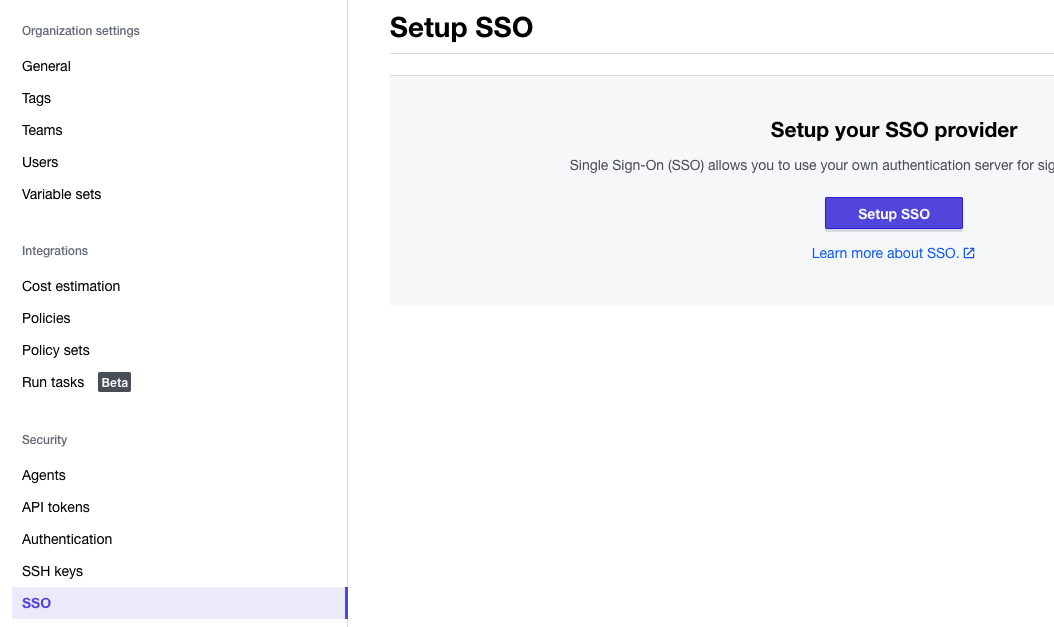 Organization settings
General
Tags
Teams
Users
Variable sets
Integrations
Cost estimation
Policies
Policy sets
Run tasks Beta
Security
Agents
API tokens
Authentication
SSH keys
SSO
Setup SSO
Setup your SSO provider
Single Sign-On (SSO) allows you to use your own authentication server for
Setup SSO
Learn more about SSO.